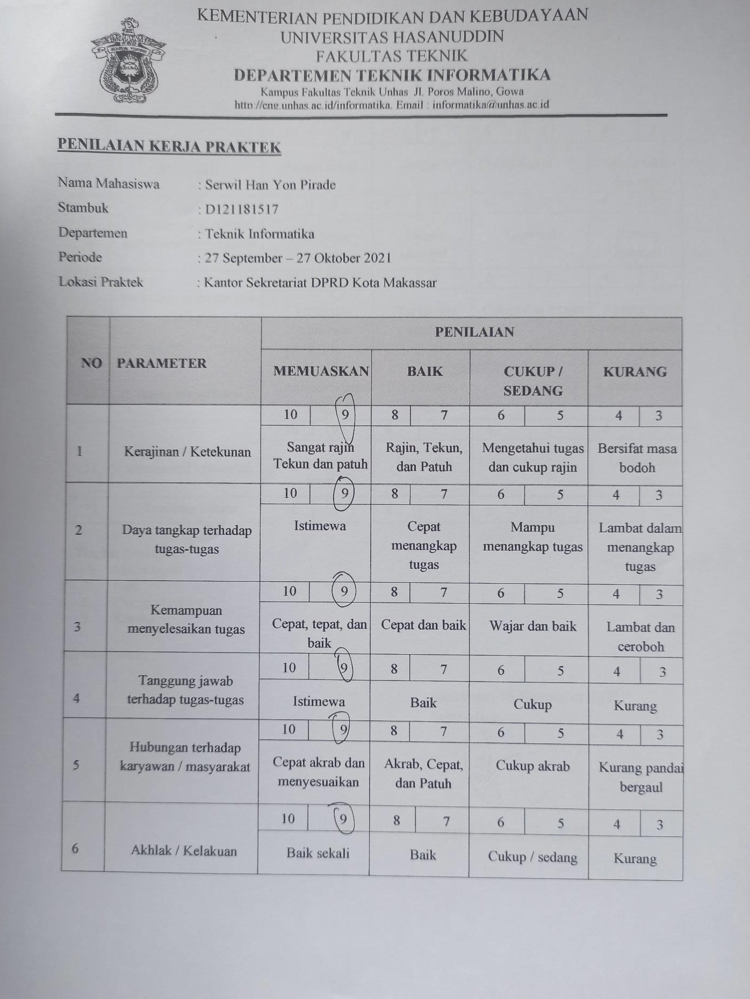 KEMENTERIAN PENDIDIKAN DAN KEBUDAYAAN
UNIVERSITAS HASANUDDIN
FAKULTAS TEKNIK
DEPARTEMEN TEKNIK INFORMATIKA
Kampus Fakultas Teknik Unhas Jl. Poros Malino, Gowa
http://eng.unhas.ac.id/informatika. Email : informatika@unhas.ac.id
PENILAIAN KERJA PRAKTEK
Nama Mahasiswa : Serwil Han Yon Pirade
Stambuk : D121181517
Departemen : Teknik Informatika
Periode : 27 September – 27 Oktober 2021
Lokasi Praktek : Kantor Sekretariat DPRD Kota Makassar
PENILAIAN
NO PARAMETER
MEMUASKAN BAIK CUKUP / KURANG
SEDANG
10 9 8 7 6 5 4 3
1 Kerajinan / Ketekunan Sangat rajin Rajin, Tekun, Mengetahui tugas Bersifat masa
Tekun dan patuh dan Patuh dan cukup rajin bodoh
10 9 8 7 6 5 4 3
2 Daya tangkap terhadap Istimewa Cepat Mampu Lambat dalam
tugas-tugas menangkap menangkap tugas menangkap
tugas tugas
10 9 8 7 6 5 4 3
3 Kemampuan Cepat, tepat, dan Cepat dan baik Wajar dan baik Lambat dan
menyelesaikan tugas baik ceroboh
10 9 8 7 6 5 4 3
4 Tanggung jawab
terhadap tugas-tugas Istimewa Baik Cukup Kurang
10 9 8 7 6 5 4 3
5 Hubungan terhadap Cepat akrab dan Akrab, Cepat, Cukup akrab Kurang pandai
karyawan / masyarakat menyesuaikan dan Patuh bergaul
10 9 8 7 6 5 4 3
6 Akhlak / Kelakuan Baik sekali Baik Cukup / sedang Kurang